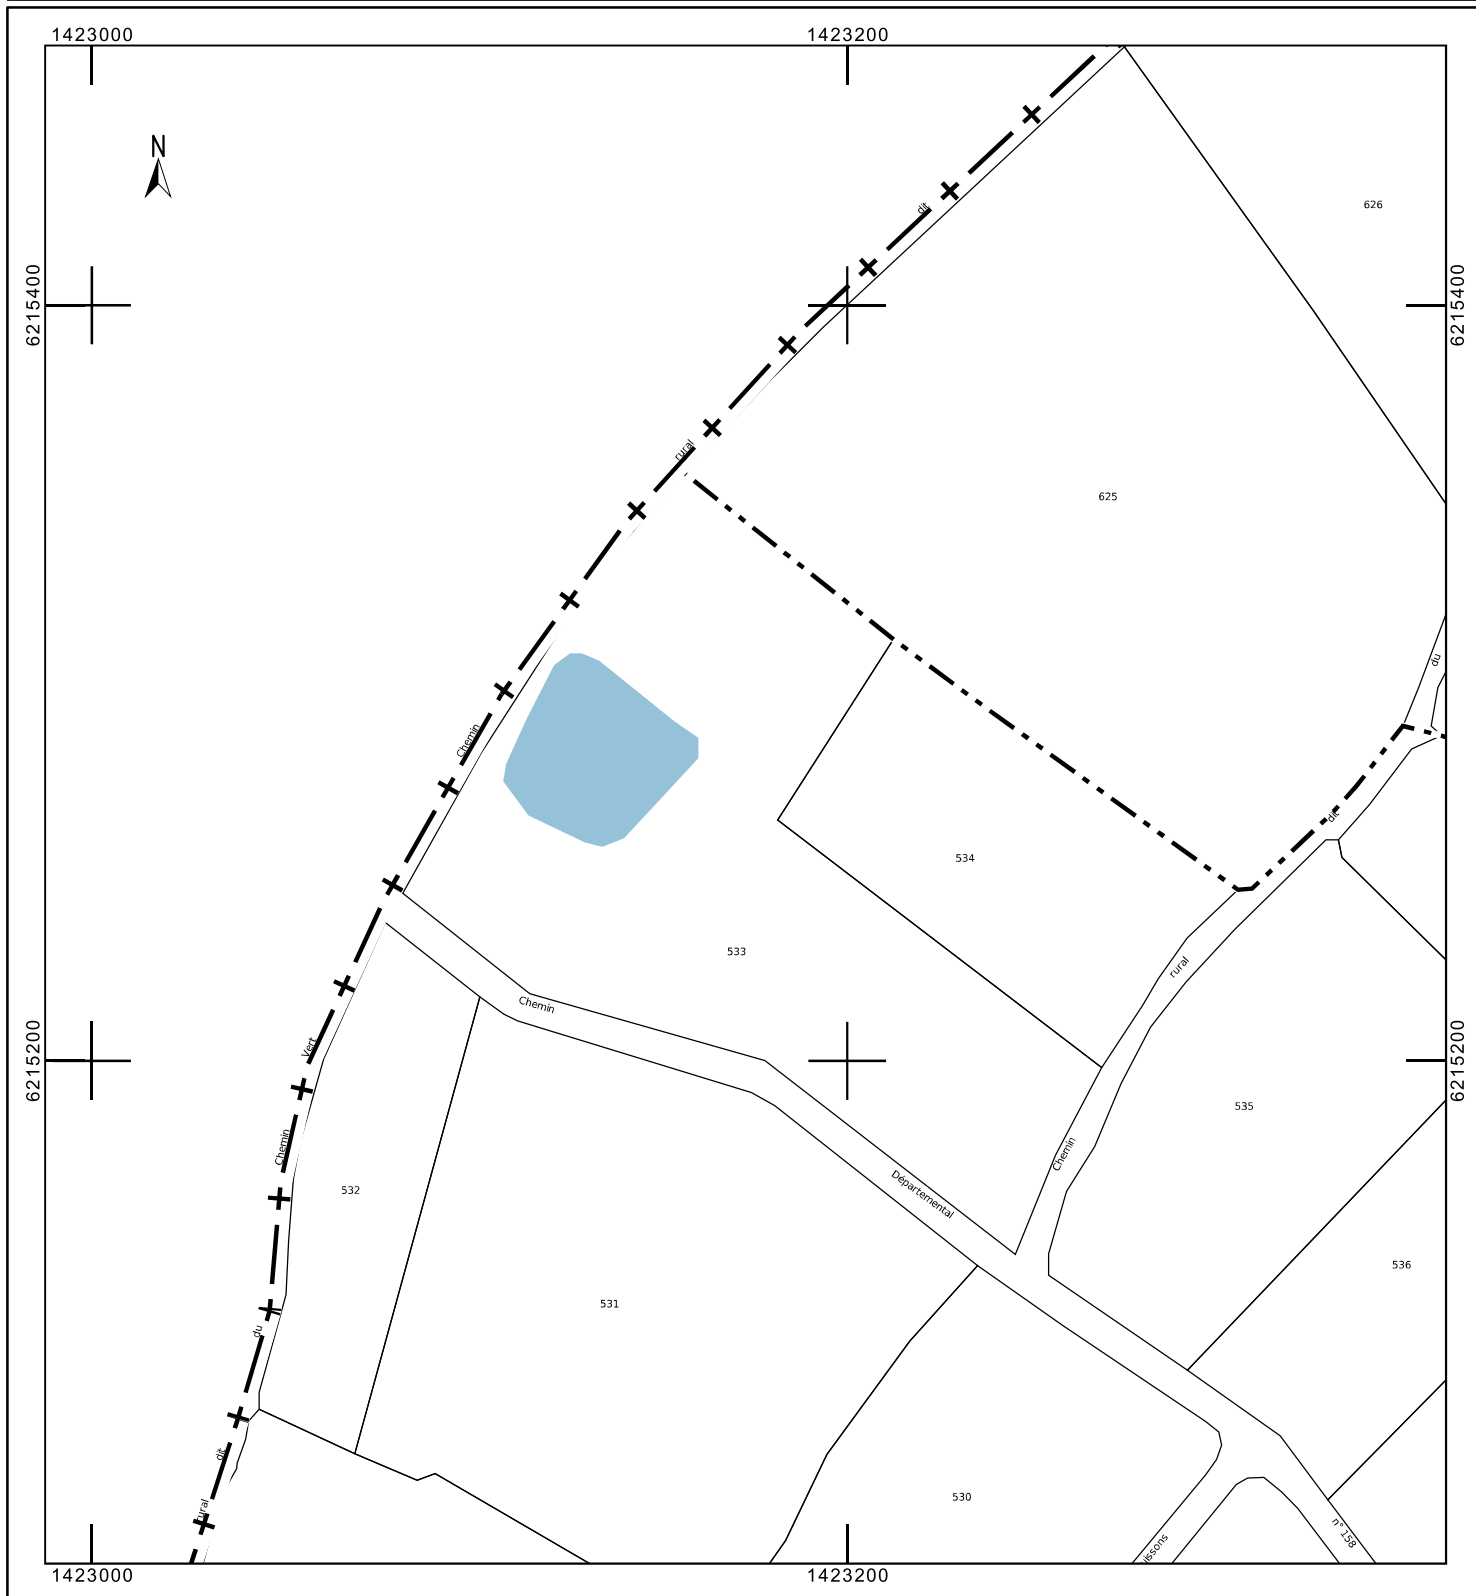 1423000
1423200
N
dit
626
6215400
6215400
rural
625
du
Chemin
dit
534
533
rural
Chemin
Vert
6215200
6215200
535
Chemin
Chemin
532
Départemental
536
531
du
dit
530
rural
n° 158
issons
1423000
1423200